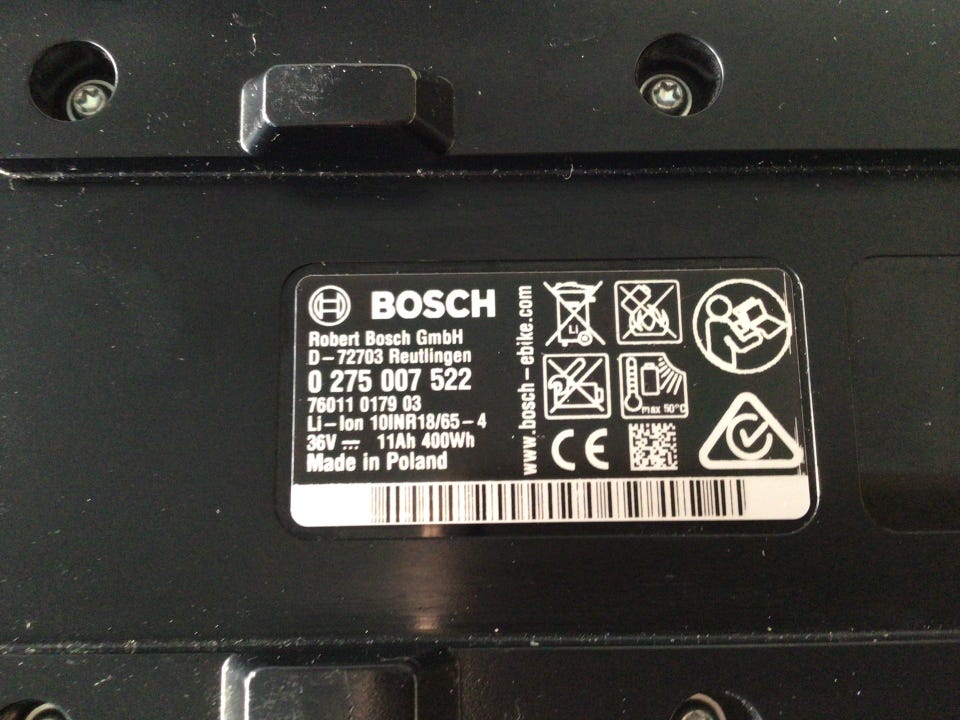 BOSCH
Robert Bosch GmbH
D-72703 Reutlingen
0 275 007 522
76011 0179 03
Li-Ion 10INR18/65-4
36V ⎓ 11Ah 400Wh
Made in Poland
www.bosch-ebike.com
Li
max 50°C
CE